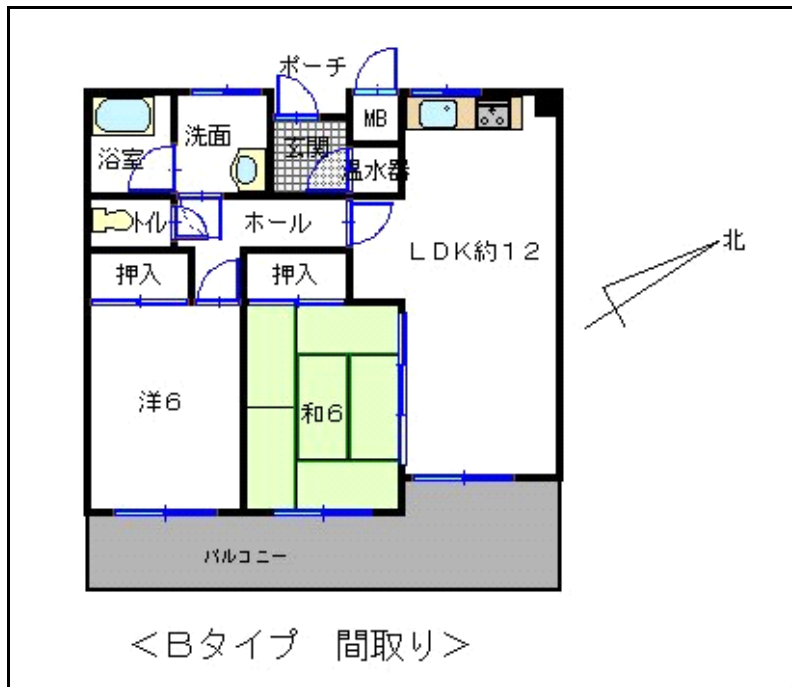 ポーチ
MB
洗面
玄関
浴室
温水器
トイレ
ホール
LDK約12
北
押入
押入
洋6
和6
バルコニー
＜Bタイプ　間取り＞